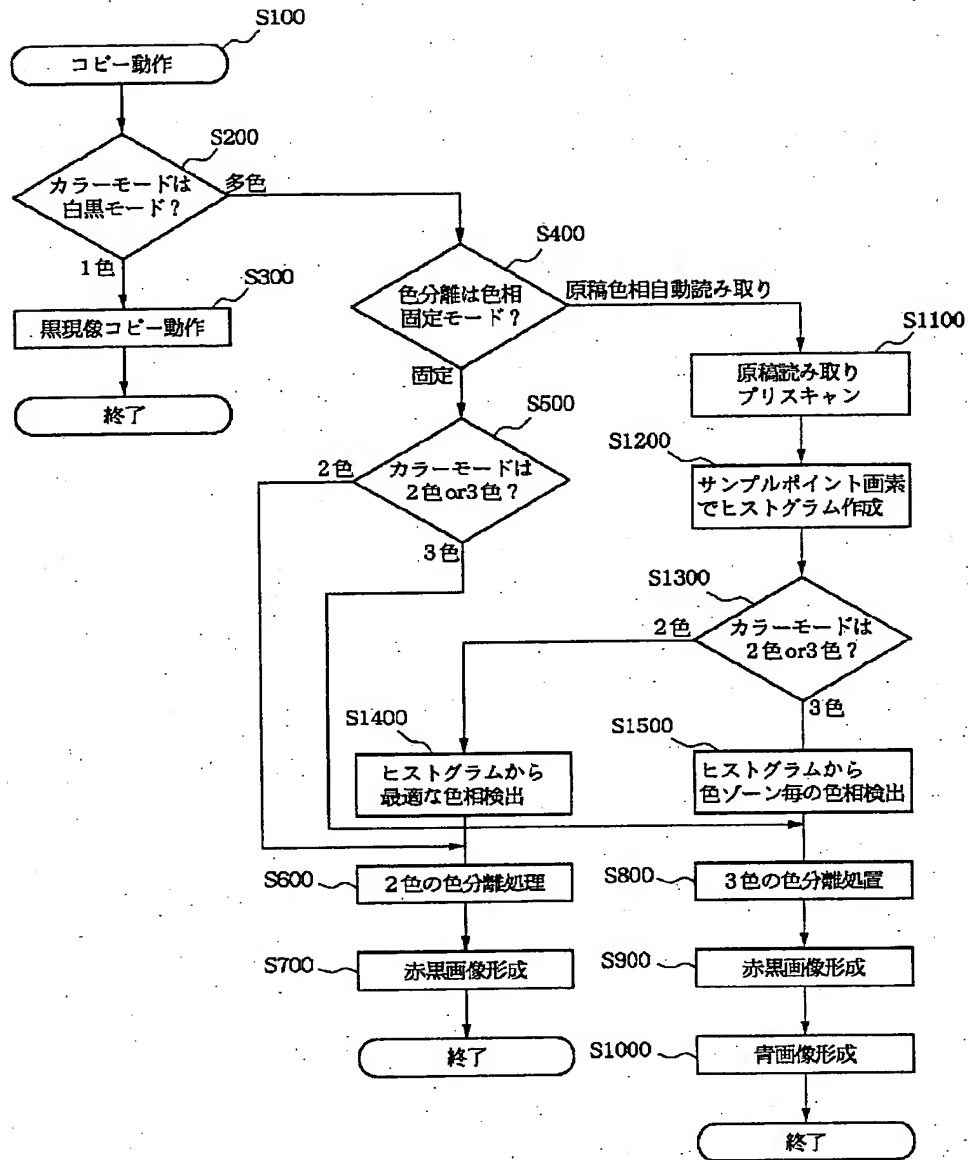 S100
コピー動作
S200
カラーモードは
白黒モード?
多色
1色
S300
黒現像コピー動作
終了
S400
色分離は色相
固定モード?
原稿色相自動読み取り
固定
S500
カラーモードは
2色or3色?
2色
3色
S1100
原稿読み取り
プリスキャン
S1200
サンプルポイント画素
でヒストグラム作成
S1300
カラーモードは
2色or3色?
2色
3色
S1400
ヒストグラムから
最適な色相検出
S1500
ヒストグラムから
色ゾーン毎の色相検出
S600
2色の色分離処理
S800
3色の色分離処置
S700
赤黒画像形成
S900
赤黒画像形成
終了
S1000
青画像形成
終了